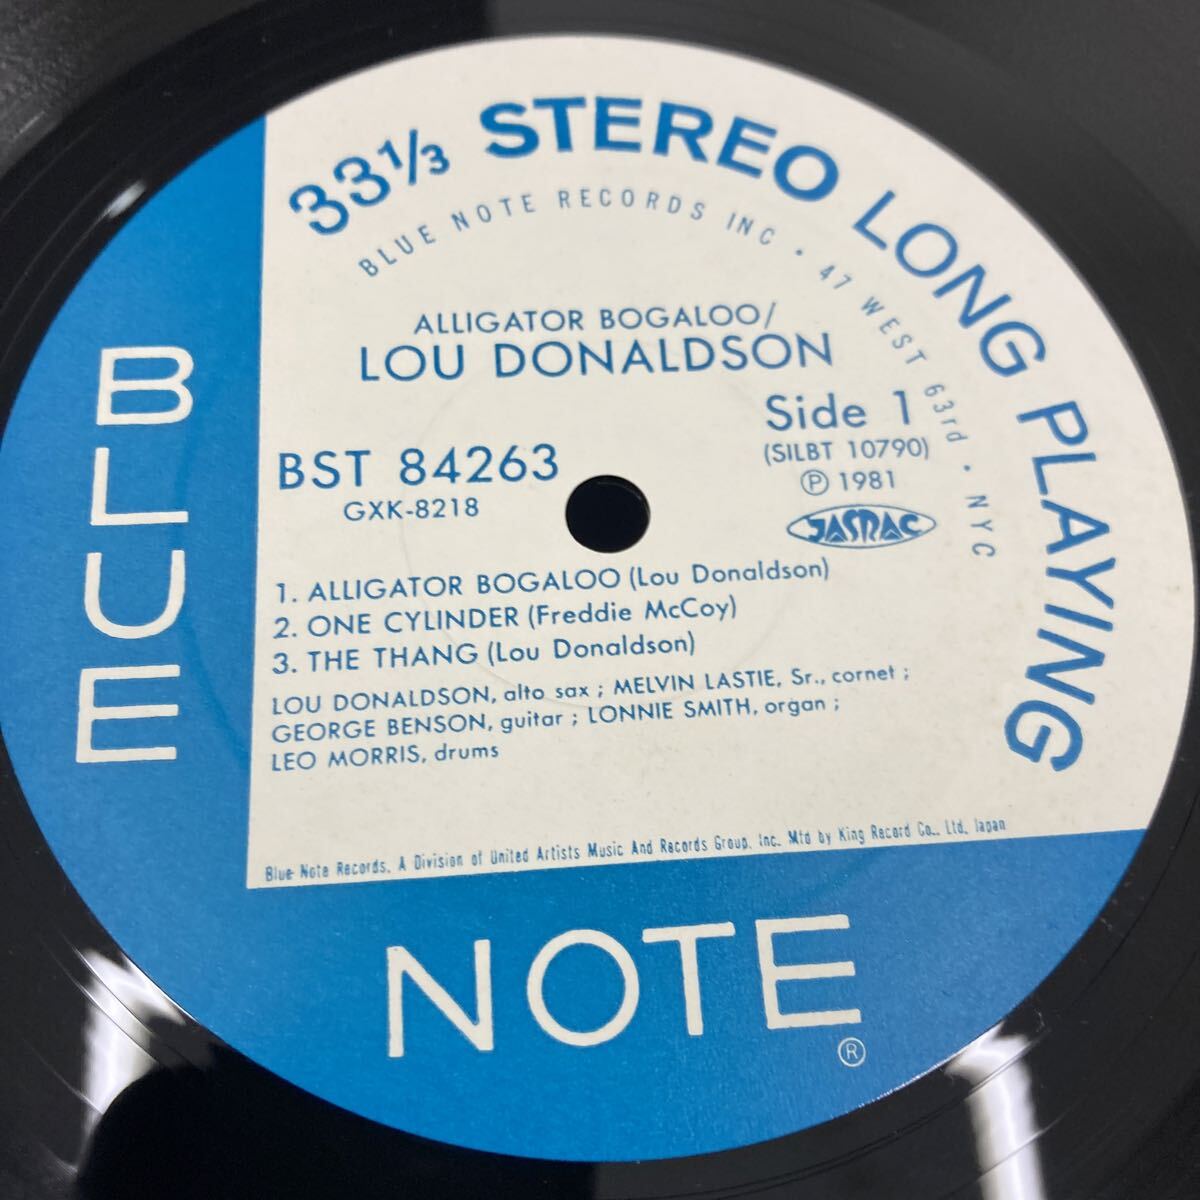 33⅓ STEREO LONG PLAYING
BLUE NOTE RECORDS INC • 47 WEST 63rd • NYC
ALLIGATOR BOGALOO/
LOU DONALDSON
Side 1
(SILBT 10790)
Ⓟ 1981
JASRAC
BST 84263
GXK-8218
1. ALLIGATOR BOGALOO (Lou Donaldson)
2. ONE CYLINDER (Freddie McCoy)
3. THE THANG (Lou Donaldson)
LOU DONALDSON, alto sax ; MELVIN LASTIE, Sr., cornet ;
GEORGE BENSON, guitar ; LONNIE SMITH, organ ;
LEO MORRIS, drums
Blue Note Records, A Division of United Artists Music And Records Group, Inc. Mfd by King Record Co., Ltd. Japan
BLUE
NOTE
®